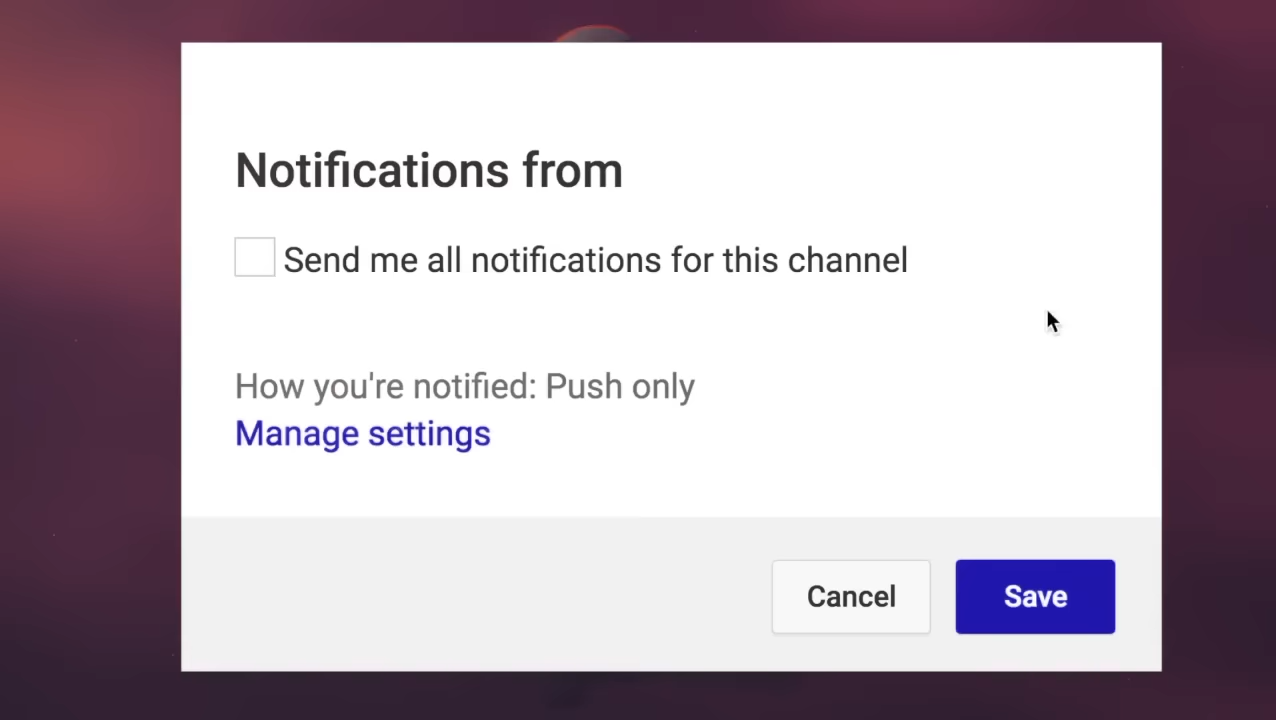 Notifications from
Send me all notifications for this channel
How you're notified: Push only
Manage settings
Cancel Save